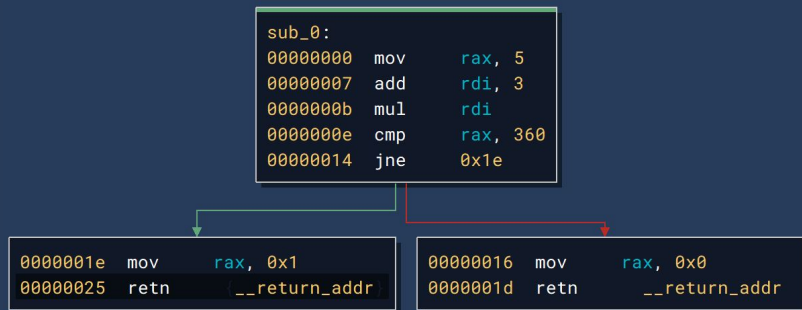 sub_0:
00000000 mov rax, 5
00000007 add rdi, 3
0000000b mul rdi
0000000e cmp rax, 360
00000014 jne 0x1e
0000001e mov rax, 0x1
00000025 retn (__return_addr)
00000016 mov rax, 0x0
0000001d retn __return_addr